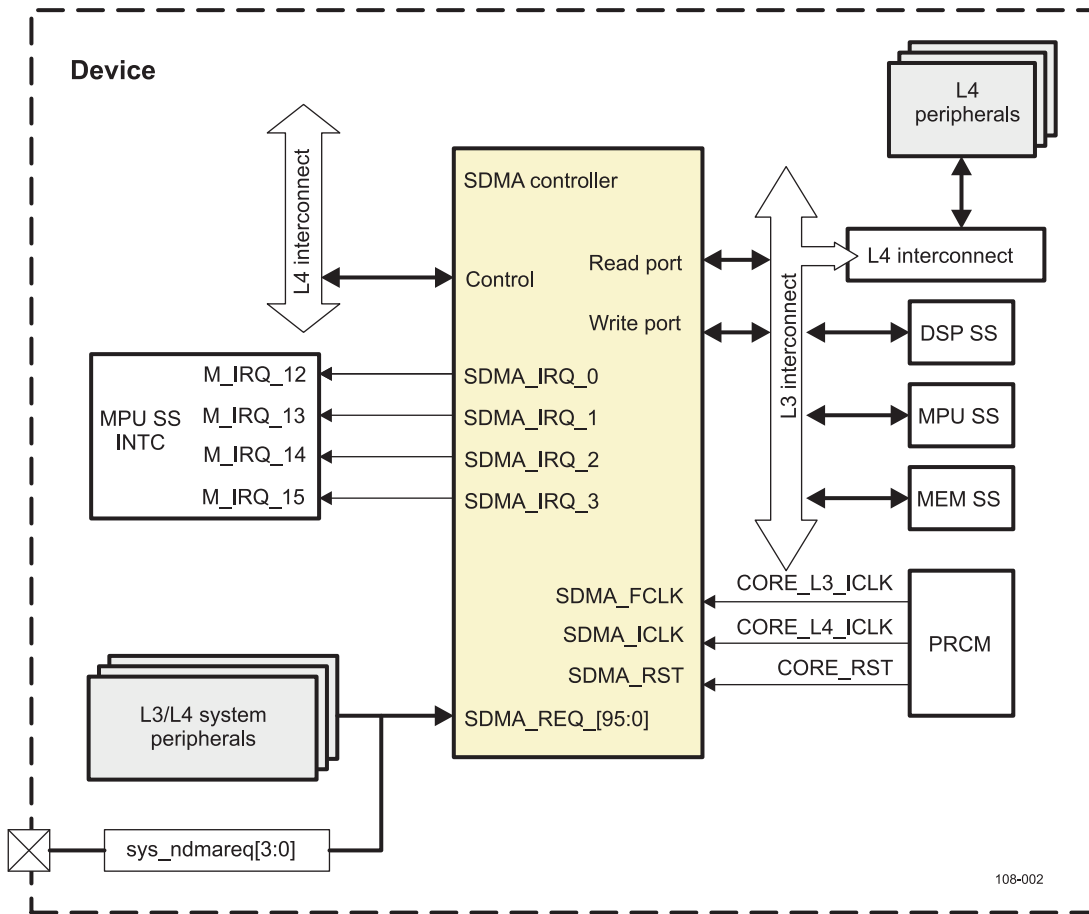 Device
L4
peripherals
L4 interconnect
SDMA controller
Read port
L4 interconnect
Control
Write port
L3 interconnect
DSP SS
MPU SS
INTC
M_IRQ_12
SDMA_IRQ_0
M_IRQ_13
SDMA_IRQ_1
MPU SS
M_IRQ_14
SDMA_IRQ_2
M_IRQ_15
SDMA_IRQ_3
MEM SS
SDMA_FCLK
CORE_L3_ICLK
SDMA_ICLK
CORE_L4_ICLK
PRCM
SDMA_RST
CORE_RST
L3/L4 system
peripherals
SDMA_REQ_[95:0]
sys_ndmareq[3:0]
108-002